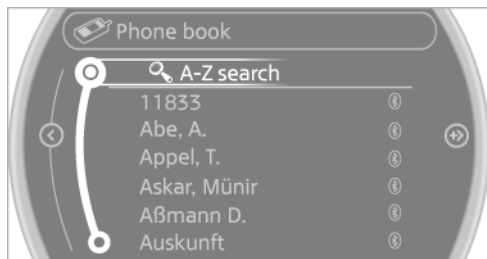 Phone book
A-Z search
11833
Abe, A.
Appel, T.
Askar, Münir
Aßmann D.
Auskunft